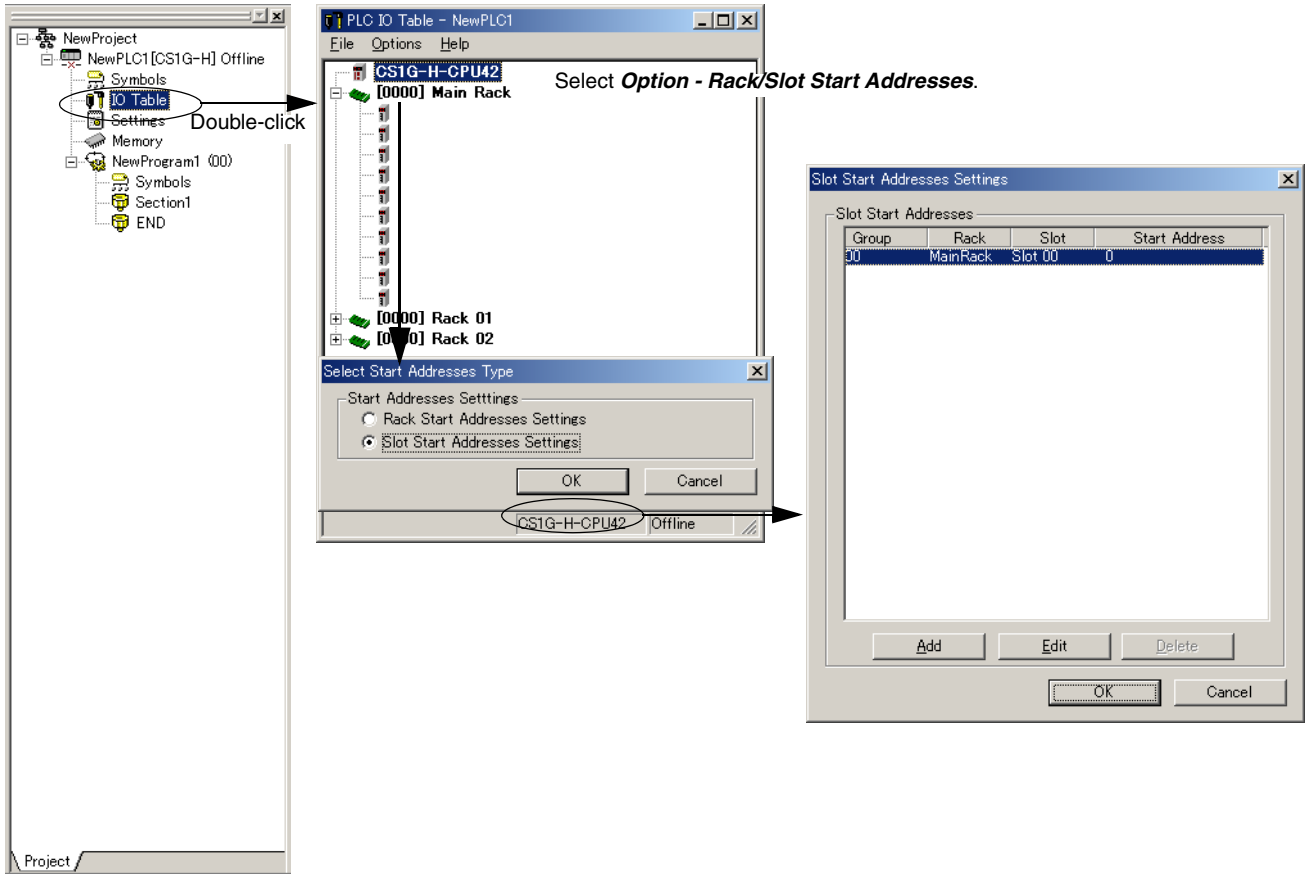 NewProject
NewPLC1[CS1G-H] Offline
Symbols
IO Table
Settings
Memory
NewProgram1 (00)
Symbols
Section1
END
Project
Double-click
PLC IO Table - NewPLC1
File Options Help
CS1G-H-CPU42
[0000] Main Rack
[0000] Rack 01
[0000] Rack 02
Select Option - Rack/Slot Start Addresses.
Select Start Addresses Type
Start Addresses Setttings
Rack Start Addresses Settings
Slot Start Addresses Settings
OK Cancel
CS1G-H-CPU42 Offline
Slot Start Addresses Settings
Slot Start Addresses
Group Rack Slot Start Address
00 MainRack Slot 00 0
Add Edit Delete
OK Cancel